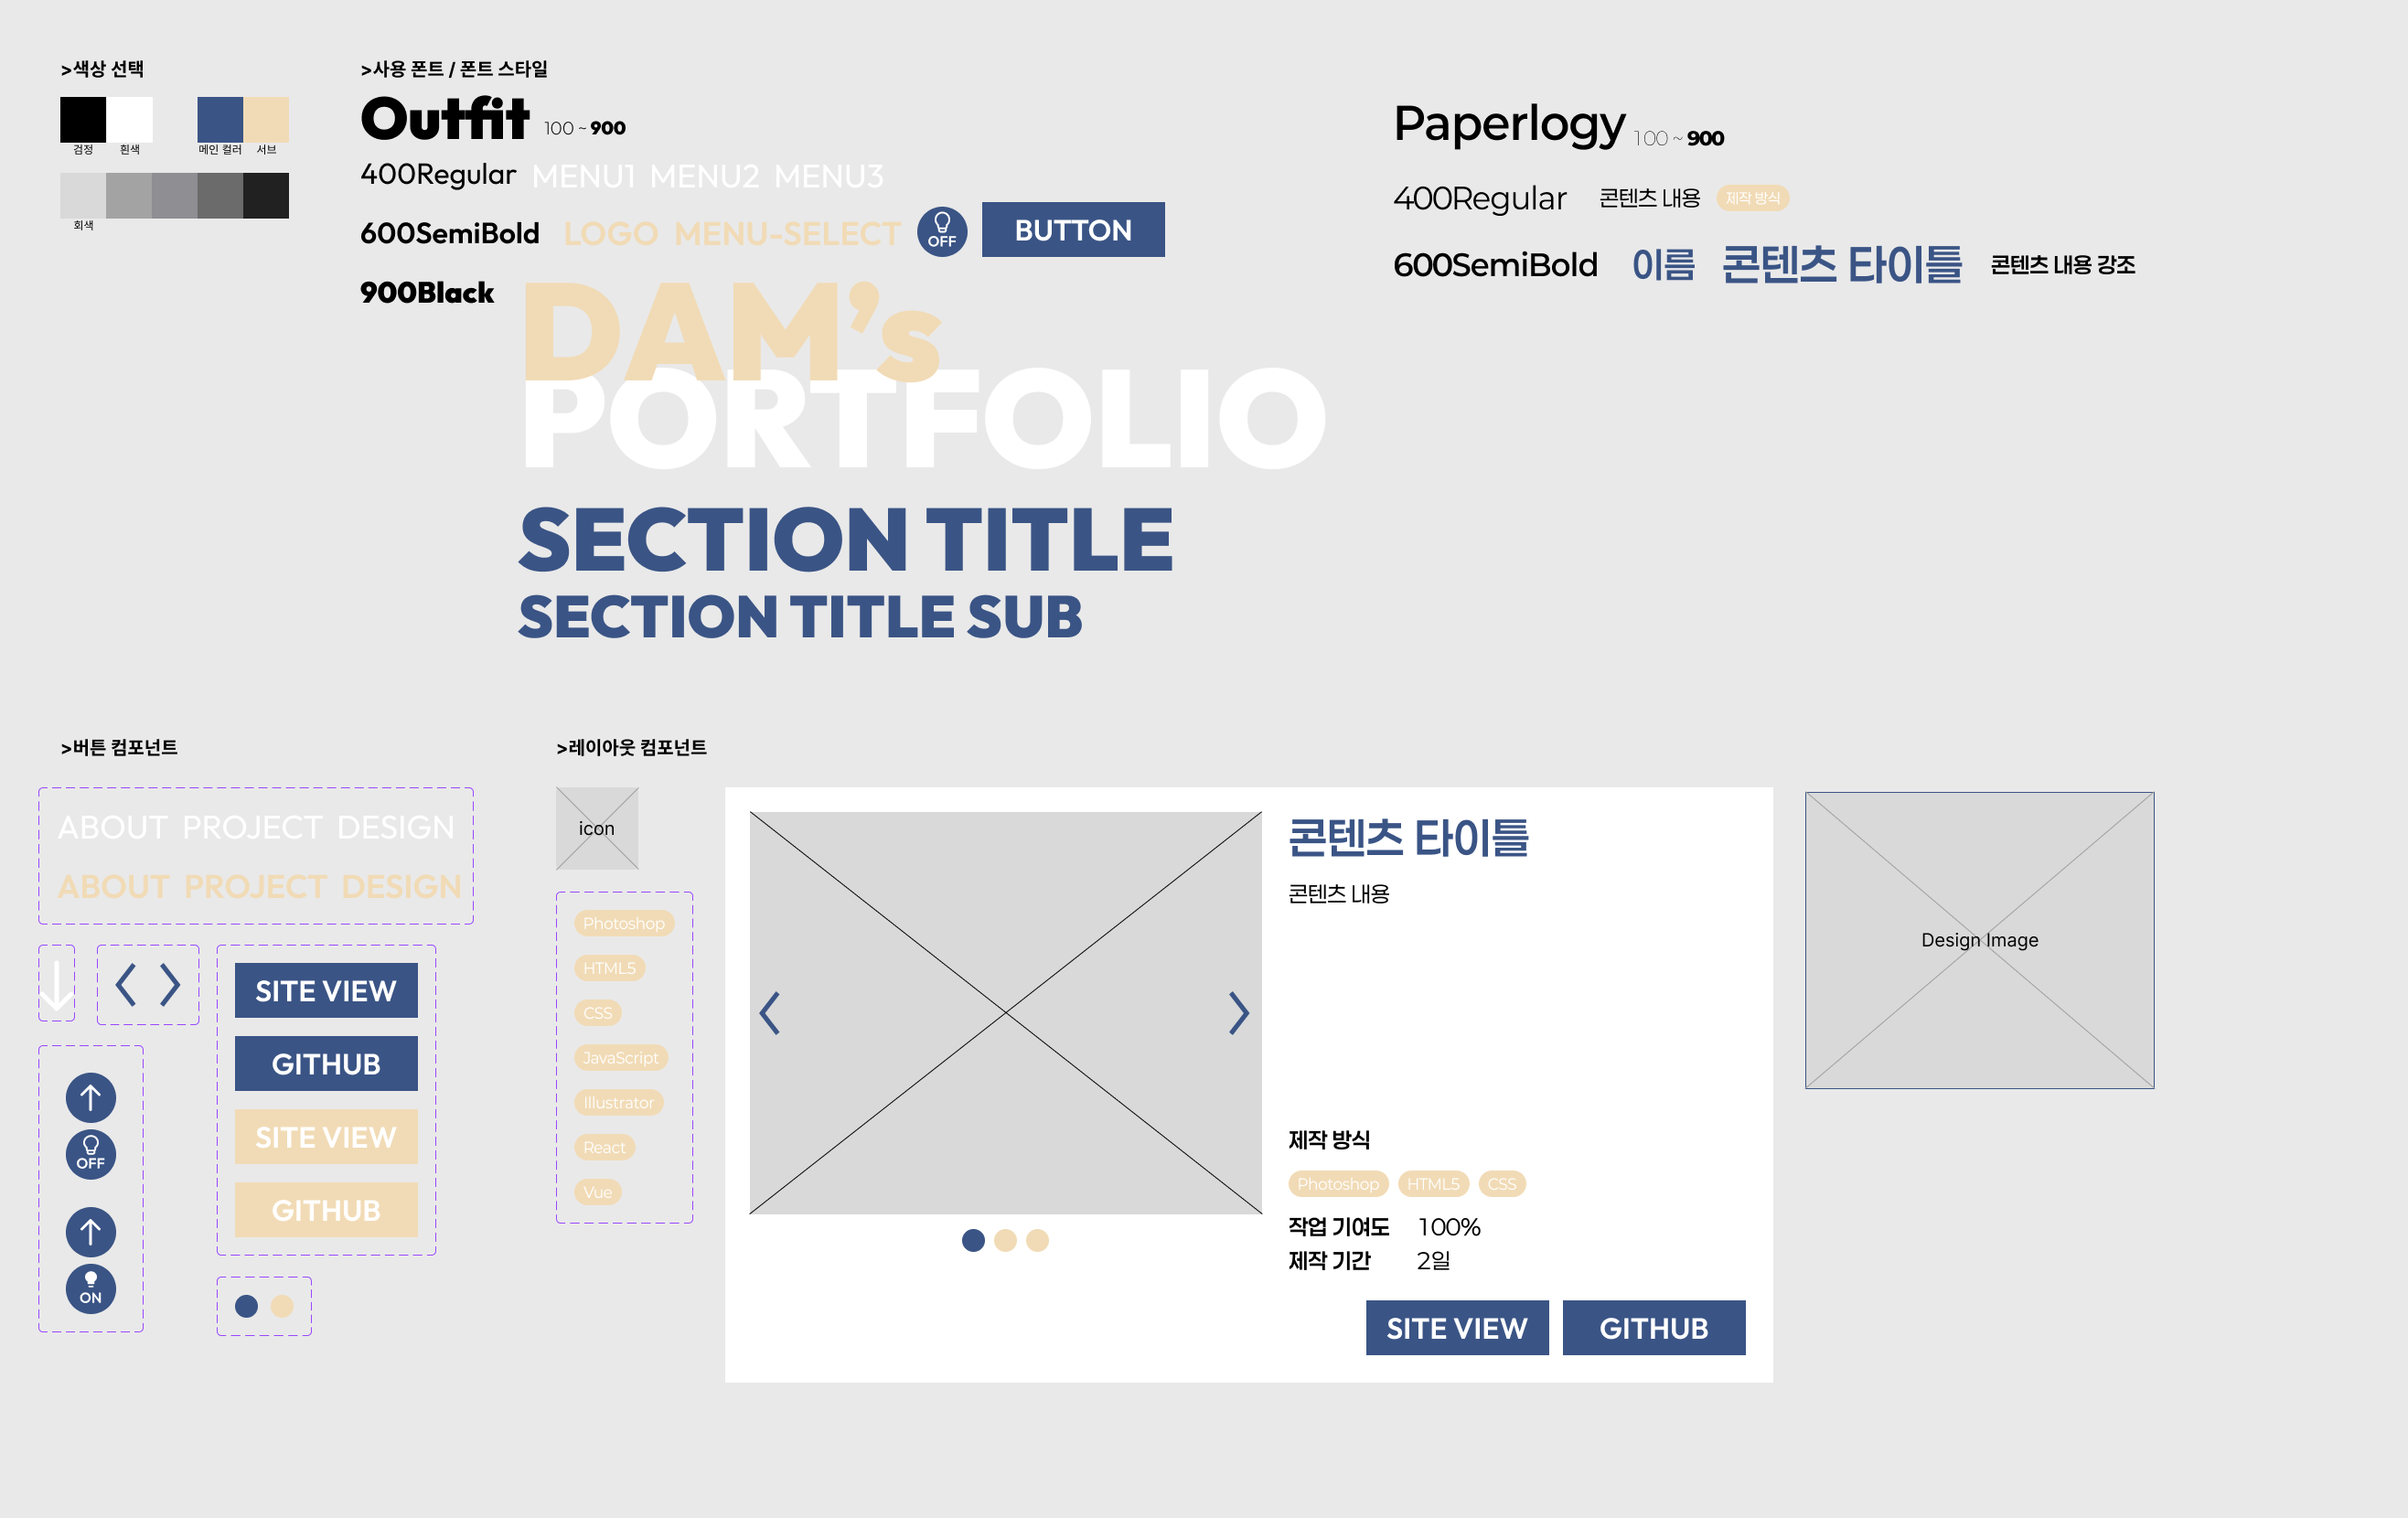 >색상 선택
검정 흰색 메인 컬러 서브
회색
>사용 폰트 / 폰트 스타일
Outfit 100 ~ 900
400Regular MENU1 MENU2 MENU3
600SemiBold LOGO MENU-SELECT OFF BUTTON
900Black
DAM’s
PORTFOLIO
SECTION TITLE
SECTION TITLE SUB
Paperlogy 100 ~ 900
400Regular 콘텐츠 내용 제작 방식
600SemiBold 이름 콘텐츠 타이틀 콘텐츠 내용 강조
>버튼 컴포넌트
ABOUT PROJECT DESIGN
ABOUT PROJECT DESIGN
OFF
ON
SITE VIEW
GITHUB
SITE VIEW
GITHUB
>레이아웃 컴포넌트
icon
Photoshop
HTML5
CSS
JavaScript
Illustrator
React
Vue
콘텐츠 타이틀
콘텐츠 내용
제작 방식
Photoshop HTML5 CSS
작업 기여도 100%
제작 기간 2일
SITE VIEW GITHUB
Design Image